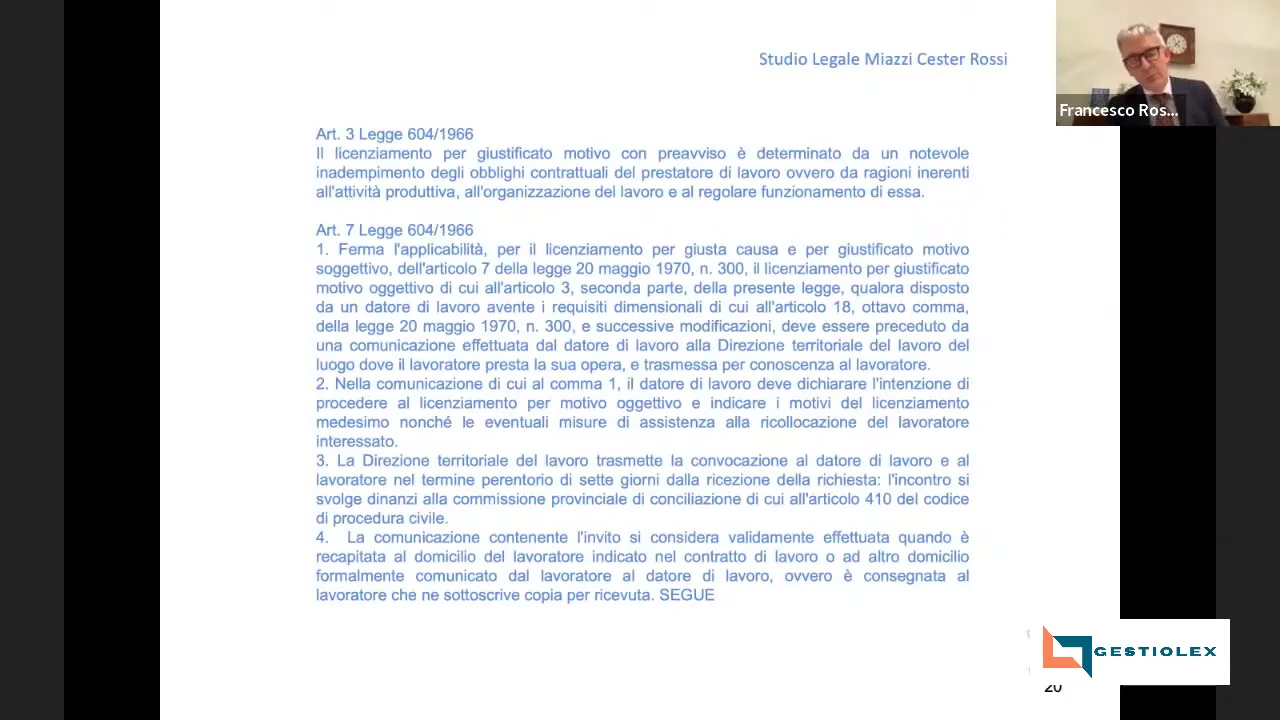 Studio Legale Miazzi Cester Rossi
Francesco Ros...
Art. 3 Legge 604/1966
Il licenziamento per giustificato motivo con preavviso è determinato da un notevole
inadempimento degli obblighi contrattuali del prestatore di lavoro ovvero da ragioni inerenti
all'attività produttiva, all'organizzazione del lavoro e al regolare funzionamento di essa.
Art. 7 Legge 604/1966
1. Ferma l'applicabilità, per il licenziamento per giusta causa e per giustificato motivo
soggettivo, dell'articolo 7 della legge 20 maggio 1970, n. 300, il licenziamento per giustificato
motivo oggettivo di cui all'articolo 3, seconda parte, della presente legge, qualora disposto
da un datore di lavoro avente i requisiti dimensionali di cui all'articolo 18, ottavo comma,
della legge 20 maggio 1970, n. 300, e successive modificazioni, deve essere preceduto da
una comunicazione effettuata dal datore di lavoro alla Direzione territoriale del lavoro del
luogo dove il lavoratore presta la sua opera, e trasmessa per conoscenza al lavoratore.
2. Nella comunicazione di cui al comma 1, il datore di lavoro deve dichiarare l'intenzione di
procedere al licenziamento per motivo oggettivo e indicare i motivi del licenziamento
medesimo nonché le eventuali misure di assistenza alla ricollocazione del lavoratore
interessato.
3. La Direzione territoriale del lavoro trasmette la convocazione al datore di lavoro e al
lavoratore nel termine perentorio di sette giorni dalla ricezione della richiesta: l'incontro si
svolge dinanzi alla commissione provinciale di conciliazione di cui all'articolo 410 del codice
di procedura civile.
4. La comunicazione contenente l'invito si considera validamente effettuata quando è
recapitata al domicilio del lavoratore indicato nel contratto di lavoro o ad altro domicilio
formalmente comunicato dal lavoratore al datore di lavoro, ovvero è consegnata al
lavoratore che ne sottoscrive copia per ricevuta. SEGUE
GESTIOLEX
20